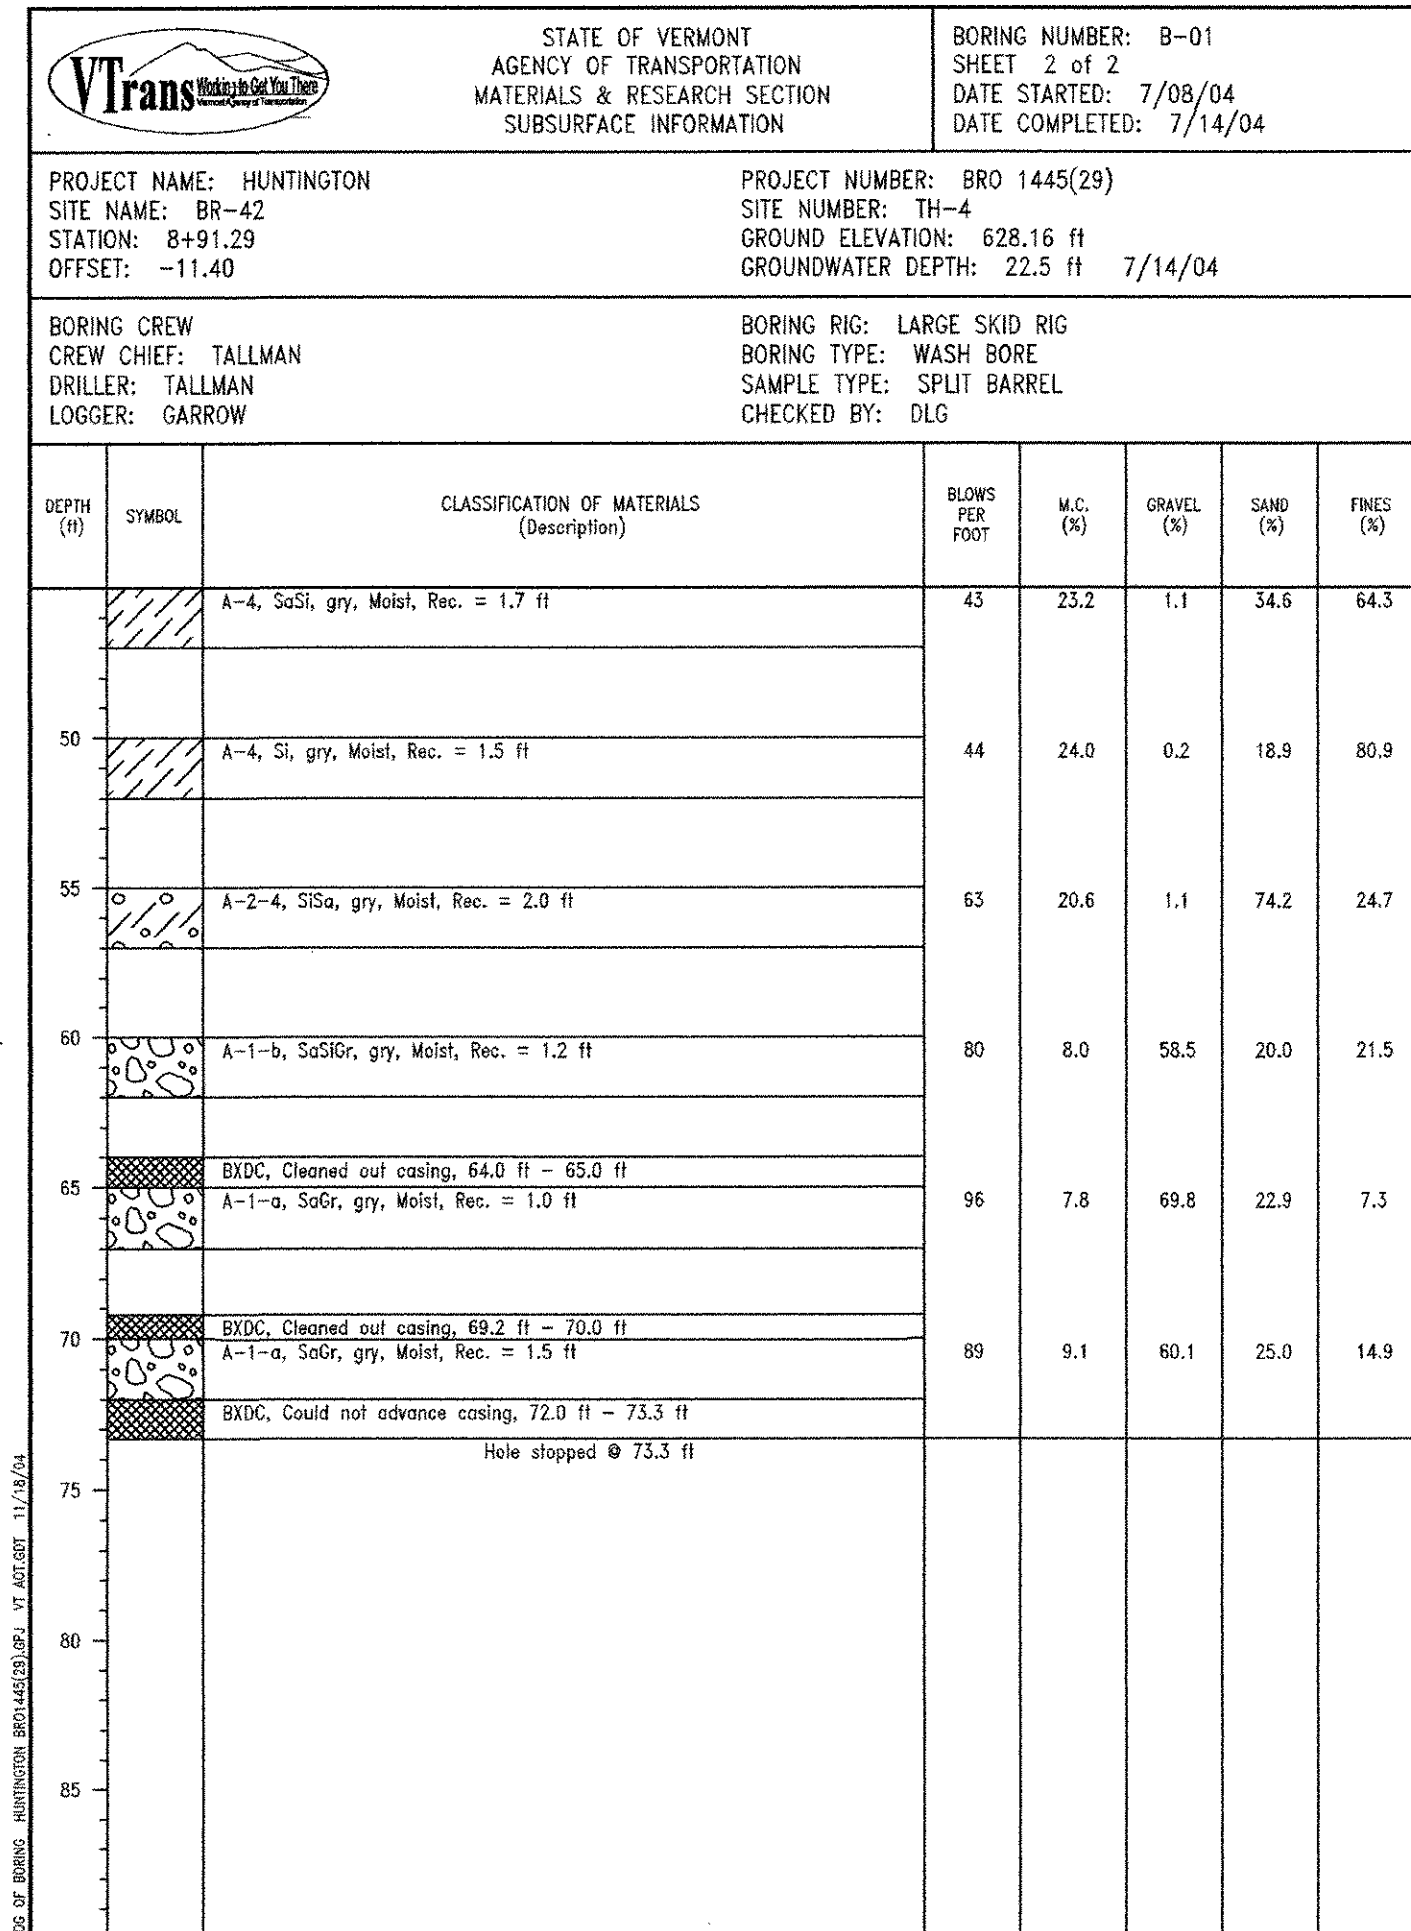 VTrans Working to Get You There
Vermont Agency of Transportation
STATE OF VERMONT
AGENCY OF TRANSPORTATION
MATERIALS & RESEARCH SECTION
SUBSURFACE INFORMATION
BORING NUMBER: B-01
SHEET 2 of 2
DATE STARTED: 7/08/04
DATE COMPLETED: 7/14/04
PROJECT NAME: HUNTINGTON
SITE NAME: BR-42
STATION: 8+91.29
OFFSET: -11.40
PROJECT NUMBER: BRO 1445(29)
SITE NUMBER: TH-4
GROUND ELEVATION: 628.16 ft
GROUNDWATER DEPTH: 22.5 ft 7/14/04
BORING CREW
CREW CHIEF: TALLMAN
DRILLER: TALLMAN
LOGGER: GARROW
BORING RIG: LARGE SKID RIG
BORING TYPE: WASH BORE
SAMPLE TYPE: SPLIT BARREL
CHECKED BY: DLG
DEPTH (ft) SYMBOL CLASSIFICATION OF MATERIALS (Description) BLOWS PER FOOT M.C. (%) GRAVEL (%) SAND (%) FINES (%)
A-4, SaSi, gry, Moist, Rec. = 1.7 ft 43 23.2 1.1 34.6 64.3
50 A-4, Si, gry, Moist, Rec. = 1.5 ft 44 24.0 0.2 18.9 80.9
55 A-2-4, SiSa, gry, Moist, Rec. = 2.0 ft 63 20.6 1.1 74.2 24.7
60 A-1-b, SaSiGr, gry, Moist, Rec. = 1.2 ft 80 8.0 58.5 20.0 21.5
BXDC, Cleaned out casing, 64.0 ft - 65.0 ft
65 A-1-a, SaGr, gry, Moist, Rec. = 1.0 ft 96 7.8 69.8 22.9 7.3
BXDC, Cleaned out casing, 69.2 ft - 70.0 ft
70 A-1-a, SaGr, gry, Moist, Rec. = 1.5 ft 89 9.1 60.1 25.0 14.9
BXDC, Could not advance casing, 72.0 ft - 73.3 ft
Hole stopped @ 73.3 ft
75
80
85
OG OF BORING HUNTINGTON BRO1445(29).GPJ VT AOT.GDT 11/18/04